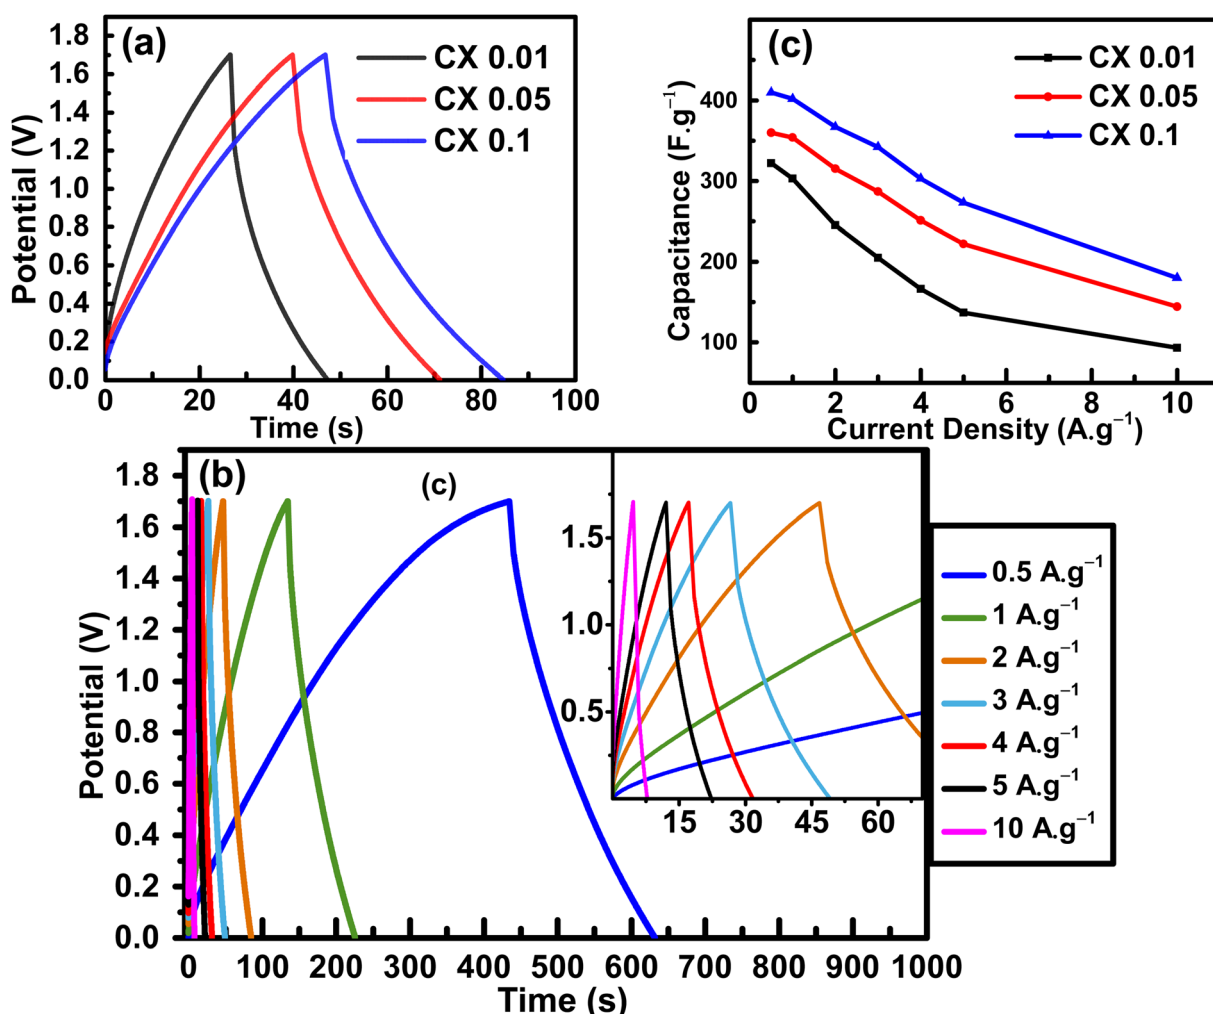 (a)
CX 0.01
CX 0.05
CX 0.1
1.8
1.6
1.4
1.2
1.0
0.8
0.6
0.4
0.2
0.0
Potential (V)
0 20 40 60 80 100
Time (s)
(c)
CX 0.01
CX 0.05
CX 0.1
400
300
200
100
Capacitance (F.g⁻¹)
2 4 6 8 10
Current Density (A.g⁻¹)
(b)
(c)
1.8
1.6
1.4
1.2
1.0
0.8
0.6
0.4
0.2
0.0
Potential (V)
0 100 200 300 400 500 600 700 800 900 1000
Time (s)
1.5
1.0
0.5
15 30 45 60
0.5 A.g⁻¹
1 A.g⁻¹
2 A.g⁻¹
3 A.g⁻¹
4 A.g⁻¹
5 A.g⁻¹
10 A.g⁻¹